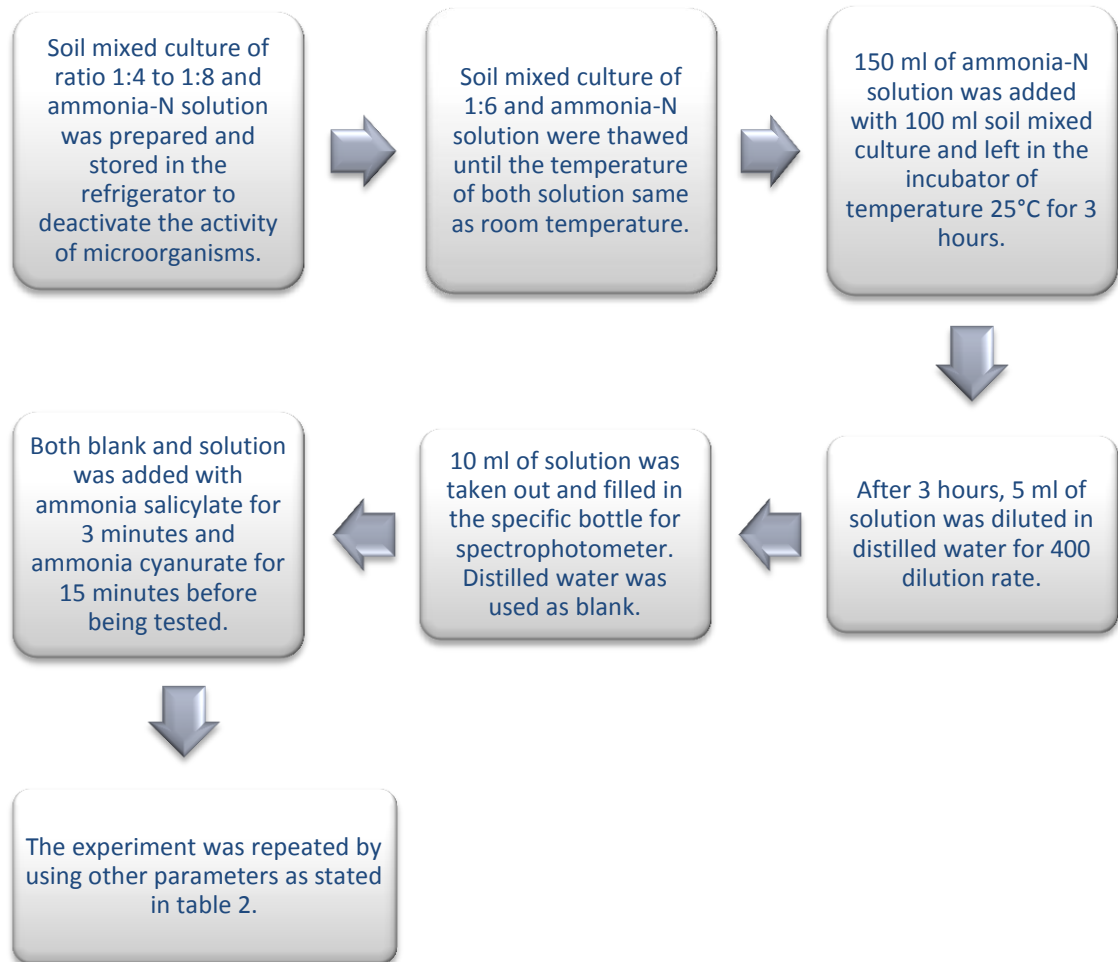 Soil mixed culture of
ratio 1:4 to 1:8 and
ammonia-N solution
was prepared and
stored in the
refrigerator to
deactivate the activity
of microorganisms.
Soil mixed culture of
1:6 and ammonia-N
solution were thawed
until the temperature
of both solution same
as room temperature.
150 ml of ammonia-N
solution was added
with 100 ml soil mixed
culture and left in the
incubator of
temperature 25°C for 3
hours.
After 3 hours, 5 ml of
solution was diluted in
distilled water for 400
dilution rate.
10 ml of solution was
taken out and filled in
the specific bottle for
spectrophotometer.
Distilled water was
used as blank.
Both blank and solution
was added with
ammonia salicylate for
3 minutes and
ammonia cyanurate for
15 minutes before
being tested.
The experiment was repeated by
using other parameters as stated
in table 2.